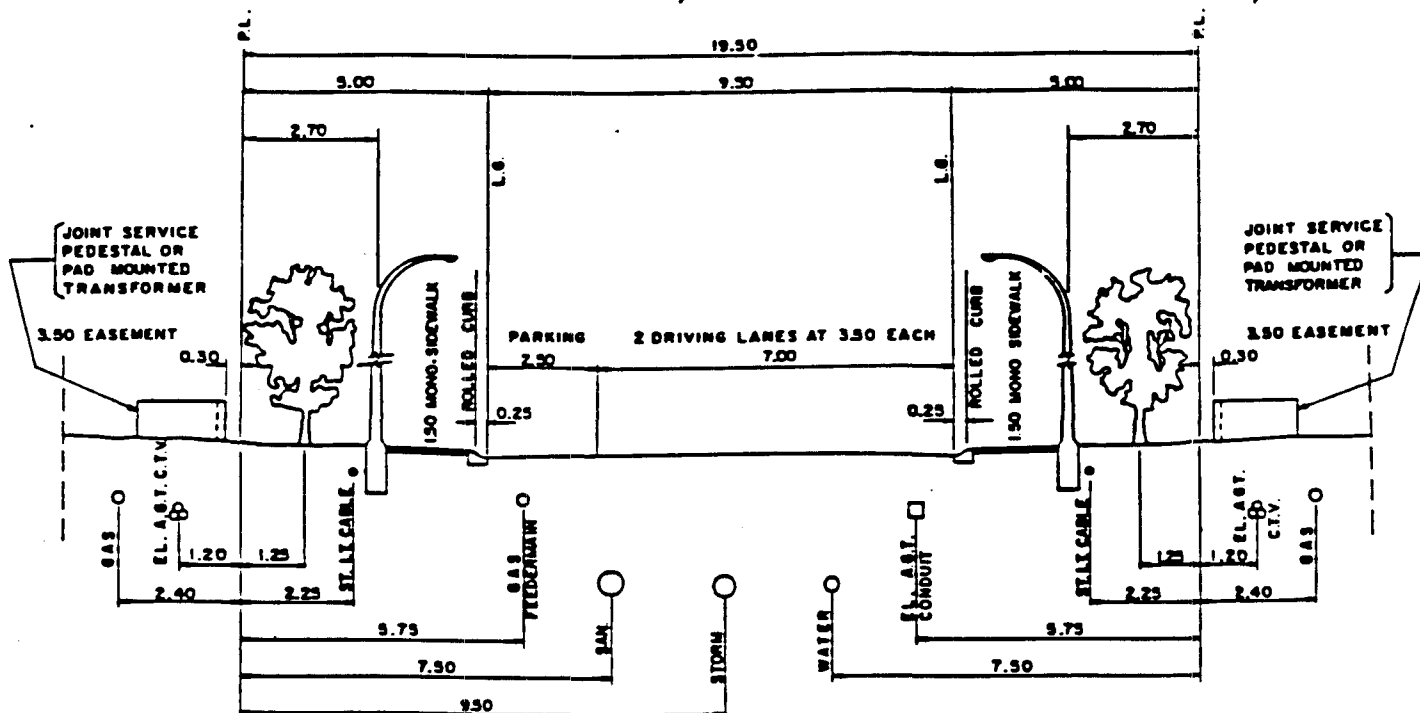 P.L.
P.L.
19.50
5.00
9.50
5.00
2.70
2.70
L.G.
L.G.
JOINT SERVICE
PEDESTAL OR
PAD MOUNTED
TRANSFORMER
JOINT SERVICE
PEDESTAL OR
PAD MOUNTED
TRANSFORMER
3.50 EASEMENT
0.30
1.50 MONO. SIDEWALK
ROLLED CURB
PARKING
2.50
2 DRIVING LANES AT 3.50 EACH
7.00
ROLLED CURB
1.50 MONO SIDEWALK
3.50 EASEMENT
0.30
0.25
0.25
GAS
EL. A.G.T. C.T.V.
ST. LT. CABLE
GAS
FEEDERMAIN
SAN.
STORM
WATER
EL. A.G.T.
CONDUIT
ST. LT. CABLE
EL. A.G.T.
C.T.V.
GAS
1.20
1.25
1.25
1.20
2.40
2.25
2.25
2.40
5.75
5.75
7.50
7.50
9.50